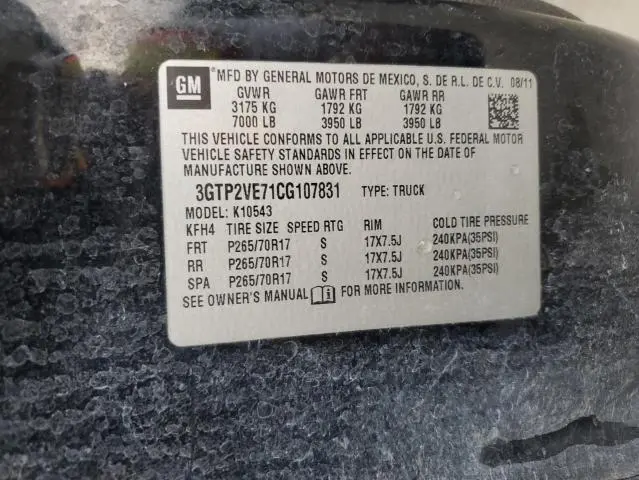 GM
MFD BY GENERAL MOTORS DE MEXICO, S. DE R.L. DE C.V. 08/11
GVWR GAWR FRT GAWR RR
3175 KG 1792 KG 1792 KG
7000 LB 3950 LB 3950 LB
THIS VEHICLE CONFORMS TO ALL APPLICABLE U.S. FEDERAL MOTOR
VEHICLE SAFETY STANDARDS IN EFFECT ON THE DATE OF
MANUFACTURE SHOWN ABOVE.
3GTP2VE71CG107831 TYPE: TRUCK
MODEL: K10543
KFH4 TIRE SIZE SPEED RTG RIM COLD TIRE PRESSURE
FRT P265/70R17 S 17X7.5J 240KPA(35PSI)
RR P265/70R17 S 17X7.5J 240KPA(35PSI)
SPA P265/70R17 S 17X7.5J 240KPA(35PSI)
SEE OWNER'S MANUAL FOR MORE INFORMATION.